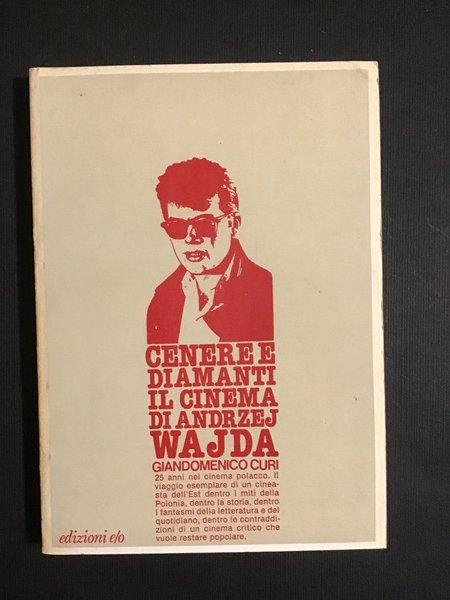 CENERE E
DIAMANTI
IL CINEMA
DI ANDRZEJ
WAJDA
GIANDOMENICO CURI
25 anni nel cinema polacco. Il
viaggio esemplare di un cinea-
sta dell'Est dentro i miti della
Polonia, dentro la storia, dentro
i fantasmi della letteratura e del
quotidiano, dentro le contraddi-
zioni di un cinema critico che
vuole restare popolare.
edizioni e/o